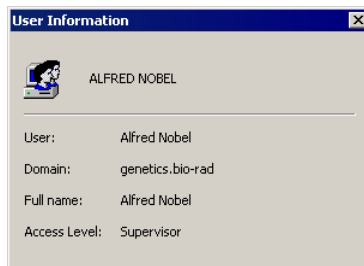 User Information
ALFRED NOBEL
User: Alfred Nobel
Domain: genetics.bio-rad
Full name: Alfred Nobel
Access Level: Supervisor